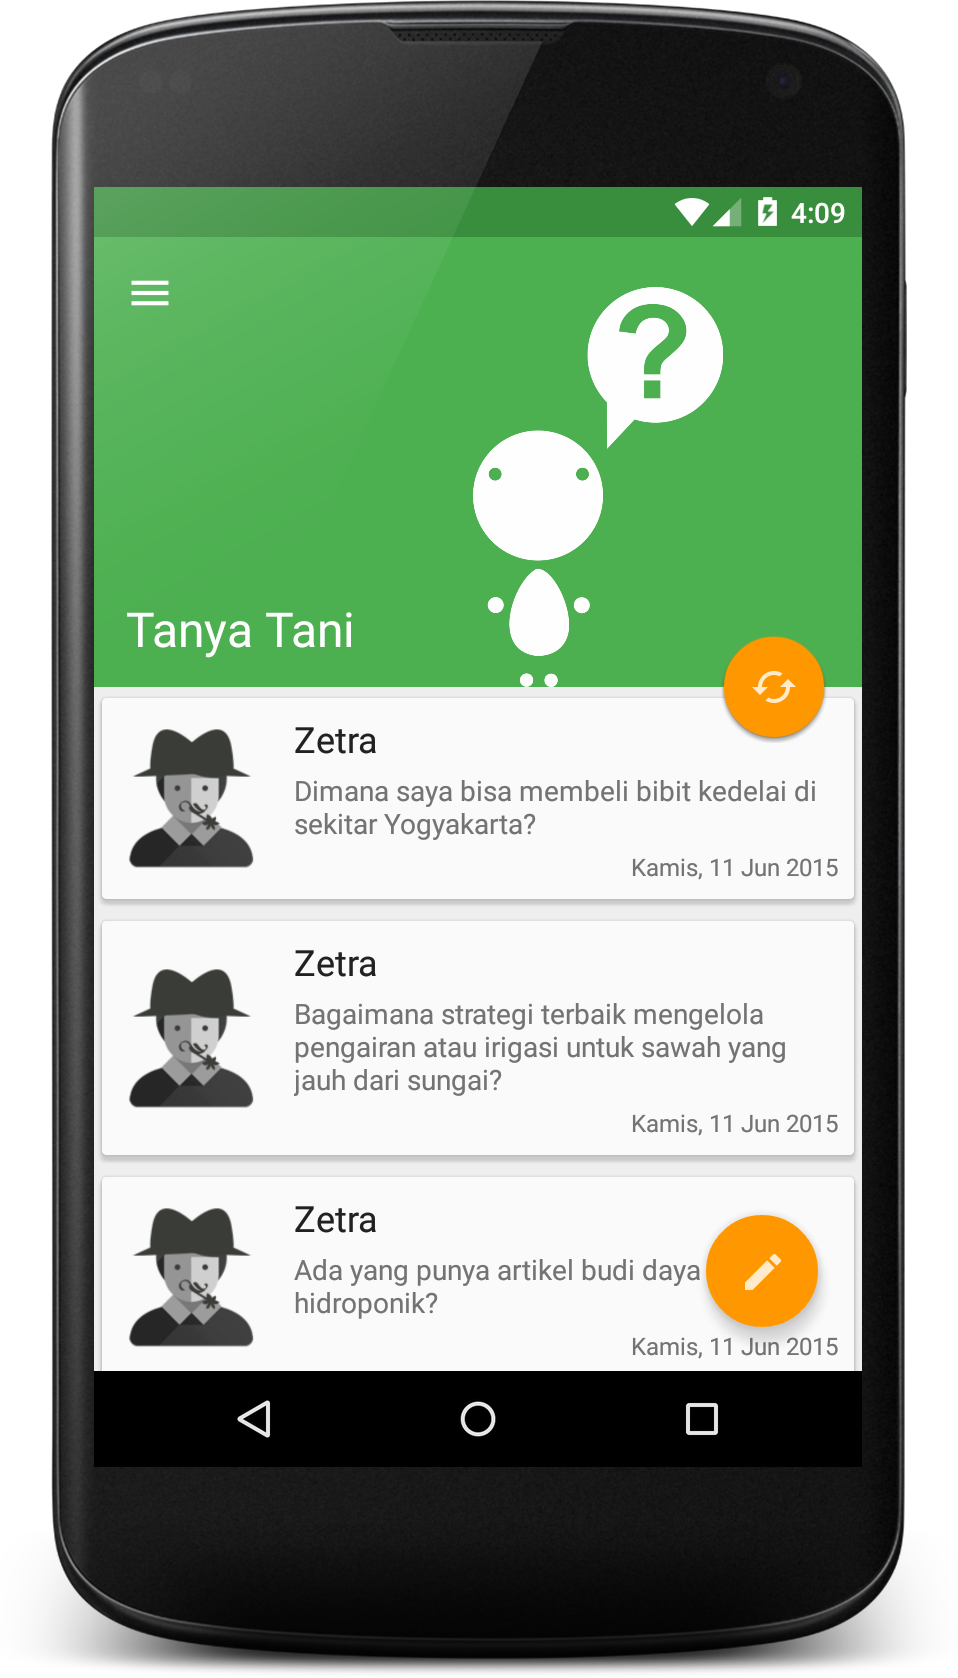 4:09
?
Tanya Tani
Zetra
Dimana saya bisa membeli bibit kedelai di
sekitar Yogyakarta?
Kamis, 11 Jun 2015
Zetra
Bagaimana strategi terbaik mengelola
pengairan atau irigasi untuk sawah yang
jauh dari sungai?
Kamis, 11 Jun 2015
Zetra
Ada yang punya artikel budi daya
hidroponik?
Kamis, 11 Jun 2015